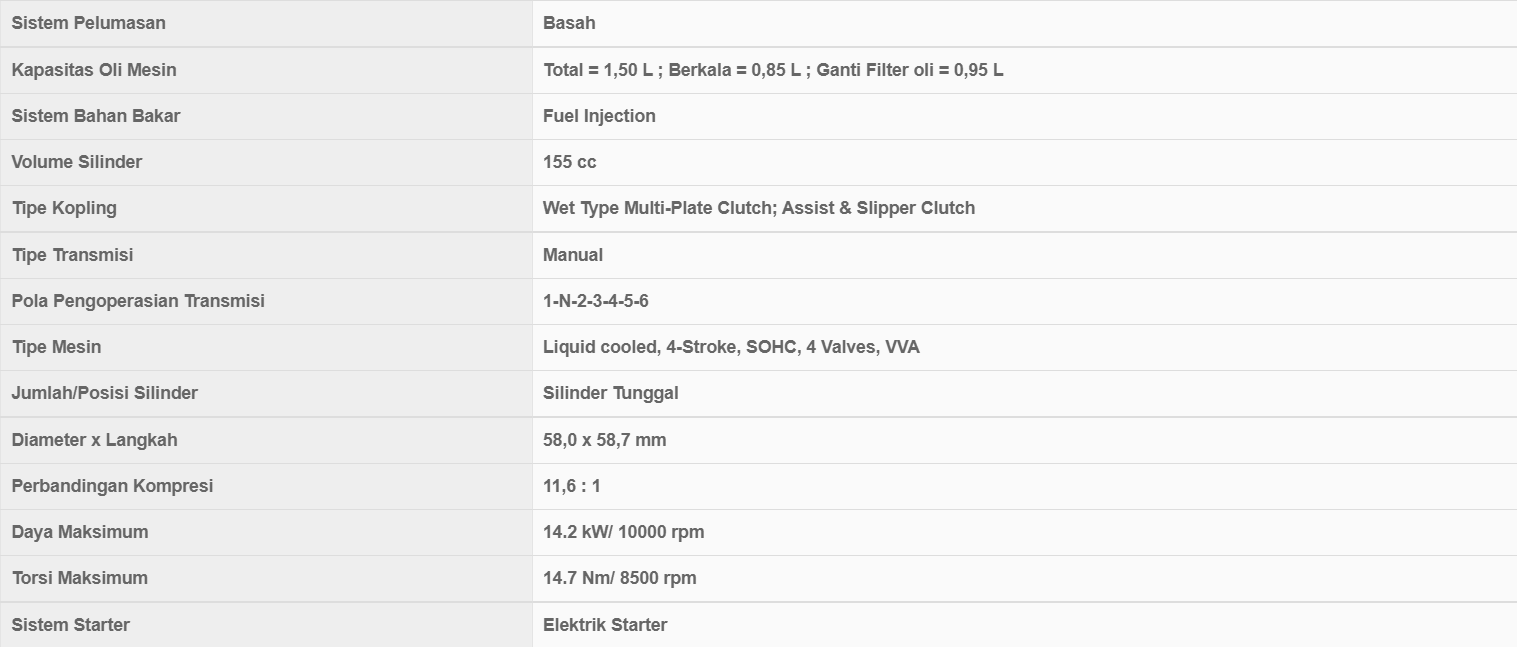 Sistem Pelumasan Basah
Kapasitas Oli Mesin Total = 1,50 L ; Berkala = 0,85 L ; Ganti Filter oli = 0,95 L
Sistem Bahan Bakar Fuel Injection
Volume Silinder 155 cc
Tipe Kopling Wet Type Multi-Plate Clutch; Assist & Slipper Clutch
Tipe Transmisi Manual
Pola Pengoperasian Transmisi 1-N-2-3-4-5-6
Tipe Mesin Liquid cooled, 4-Stroke, SOHC, 4 Valves, VVA
Jumlah/Posisi Silinder Silinder Tunggal
Diameter x Langkah 58,0 x 58,7 mm
Perbandingan Kompresi 11,6 : 1
Daya Maksimum 14.2 kW/ 10000 rpm
Torsi Maksimum 14.7 Nm/ 8500 rpm
Sistem Starter Elektrik Starter